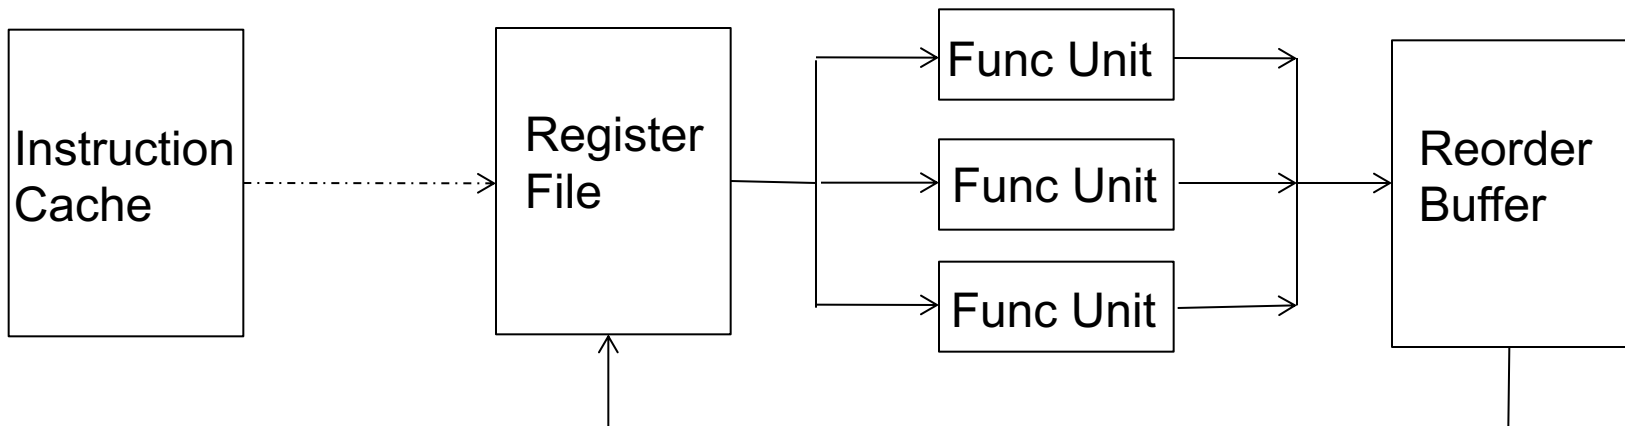 Instruction
Cache
Register
File
Func Unit
Func Unit
Func Unit
Reorder
Buffer